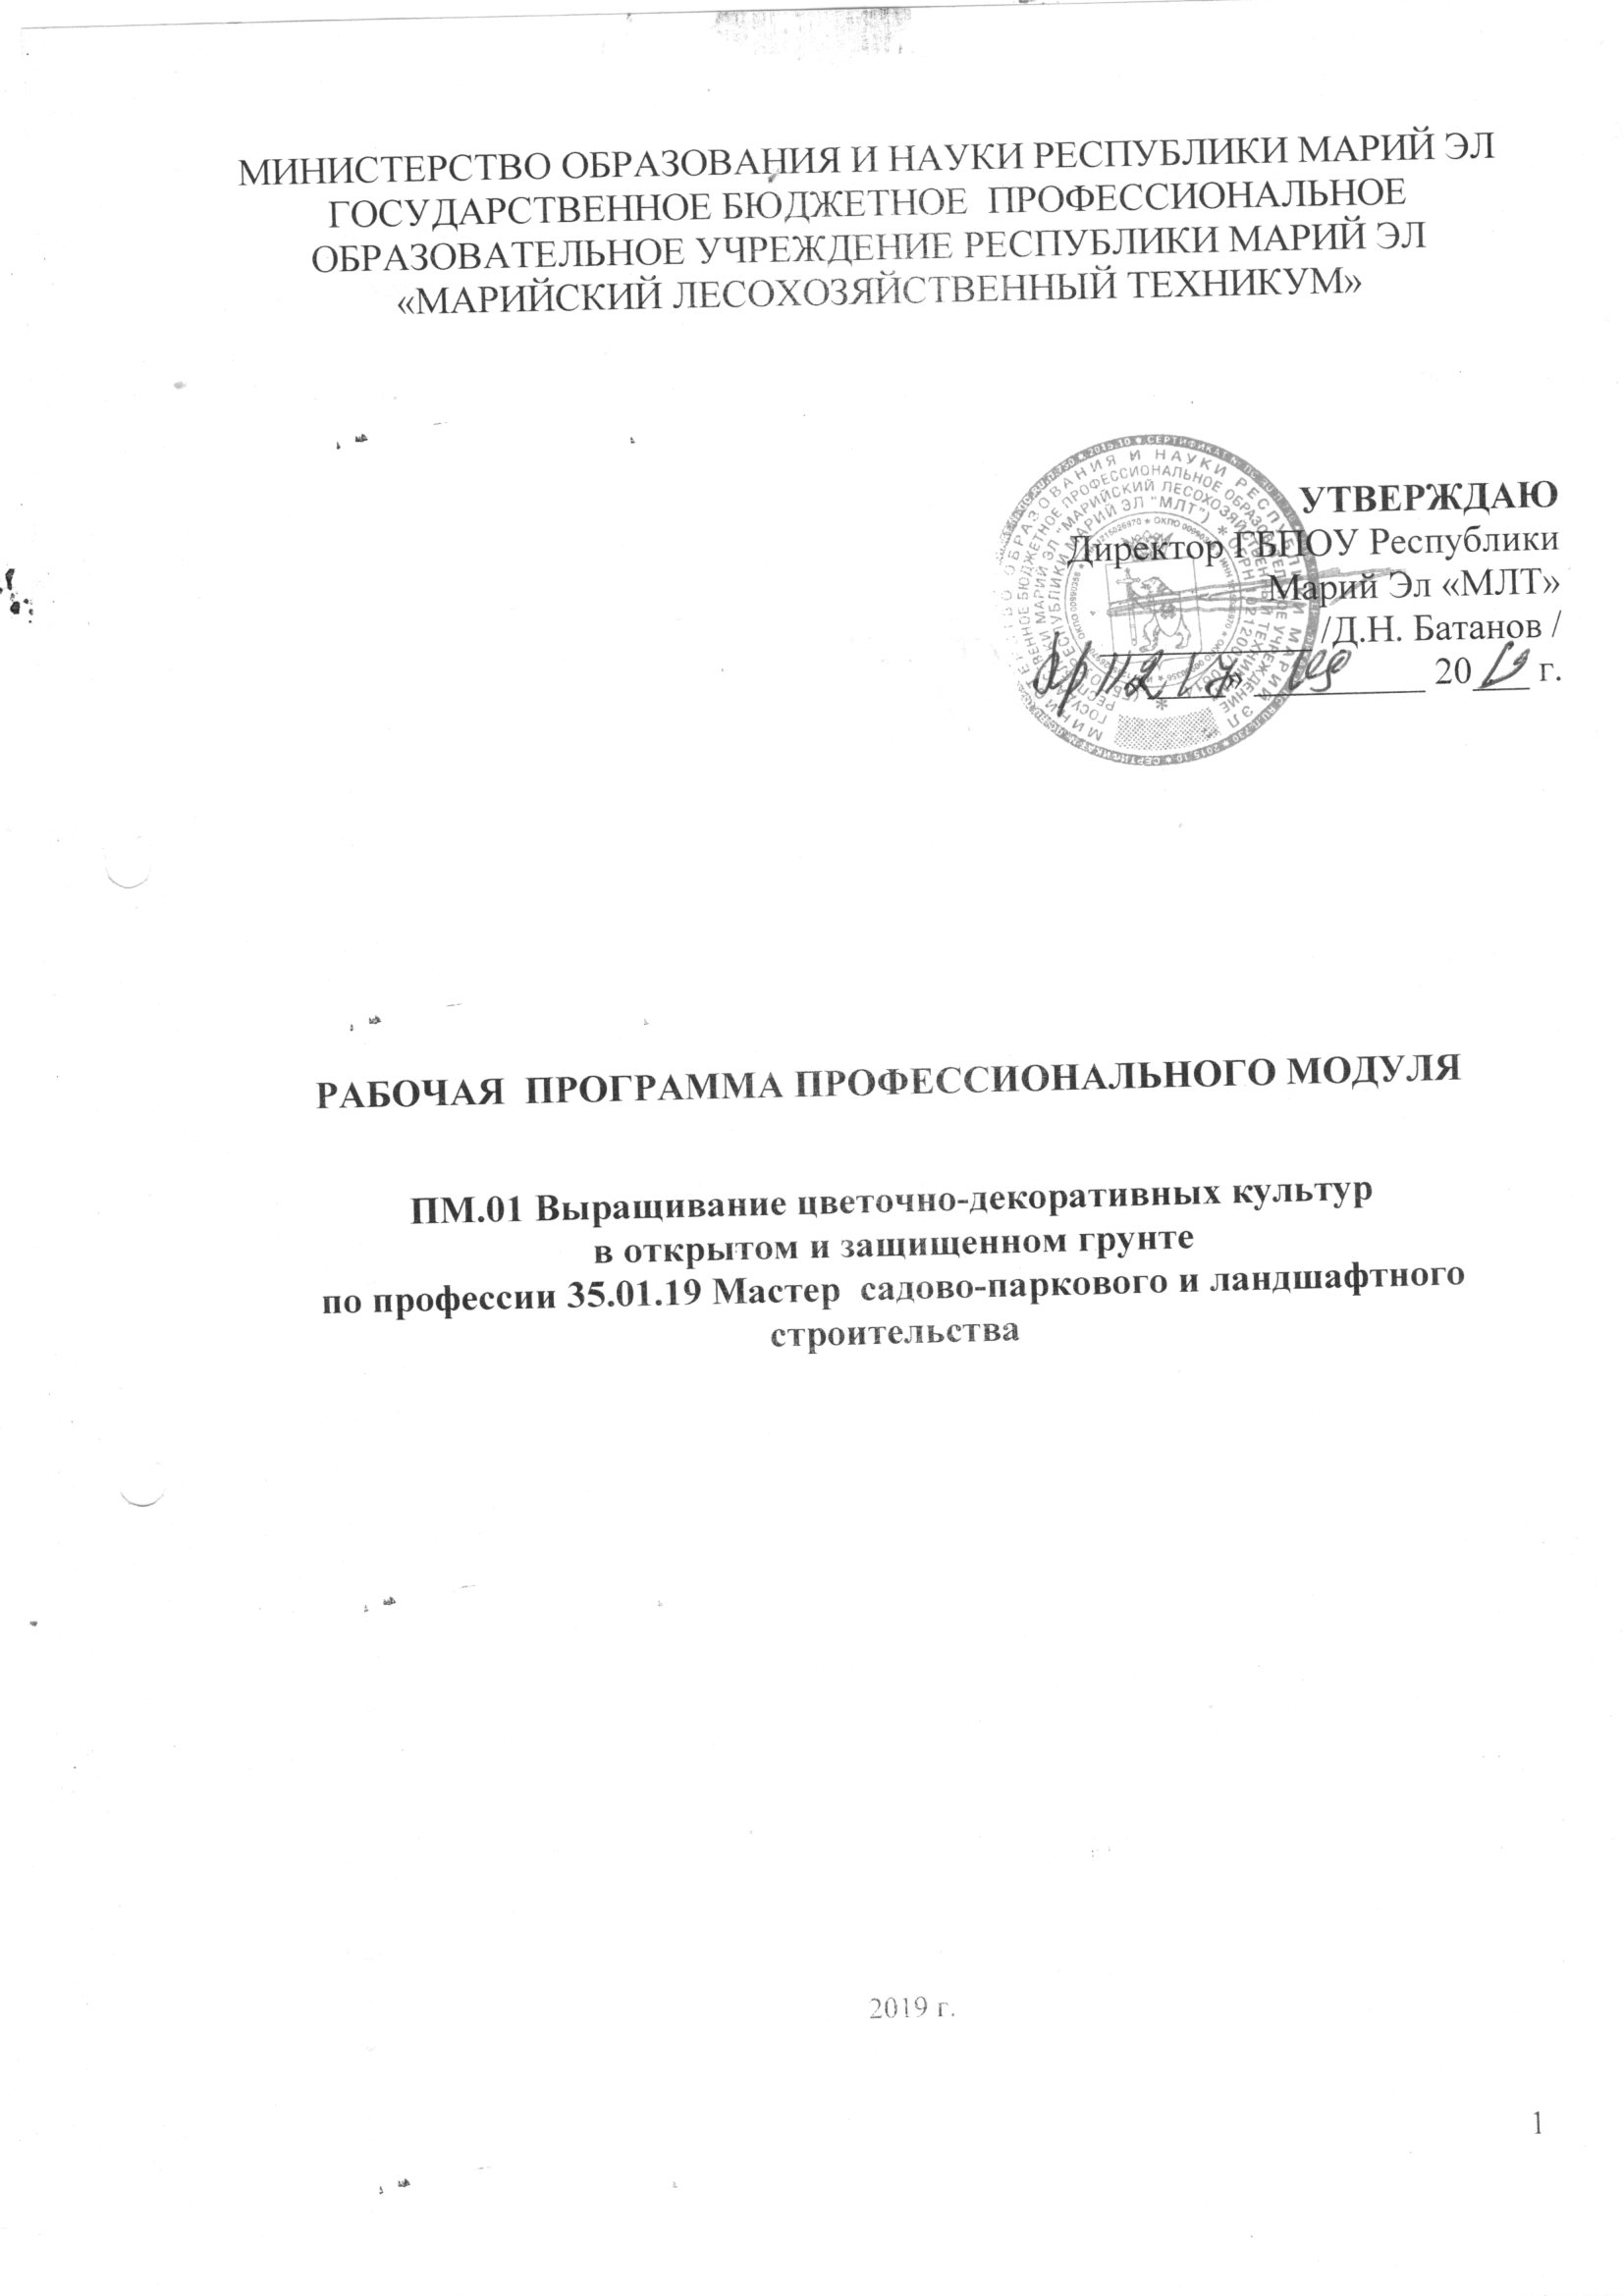 МИНИСТЕРСТВО ОБРАЗОВАНИЯ И НАУКИ РЕСПУБЛИКИ МАРИЙ ЭЛ
ГОСУДАРСТВЕННОЕ БЮДЖЕТНОЕ ПРОФЕССИОНАЛЬНОЕ
ОБРАЗОВАТЕЛЬНОЕ УЧРЕЖДЕНИЕ РЕСПУБЛИКИ МАРИЙ ЭЛ
«МАРИЙСКИЙ ЛЕСОХОЗЯЙСТВЕННЫЙ ТЕХНИКУМ»
УТВЕРЖДАЮ
Директор ГБПОУ Республики
Марий Эл «МЛТ»
/Д.Н. Батанов /
20 19 г.
РАБОЧАЯ ПРОГРАММА ПРОФЕССИОНАЛЬНОГО МОДУЛЯ
ПМ.01 Выращивание цветочно-декоративных культур
в открытом и защищенном грунте
по профессии 35.01.19 Мастер садово-паркового и ландшафтного
строительства
2019 г.
1